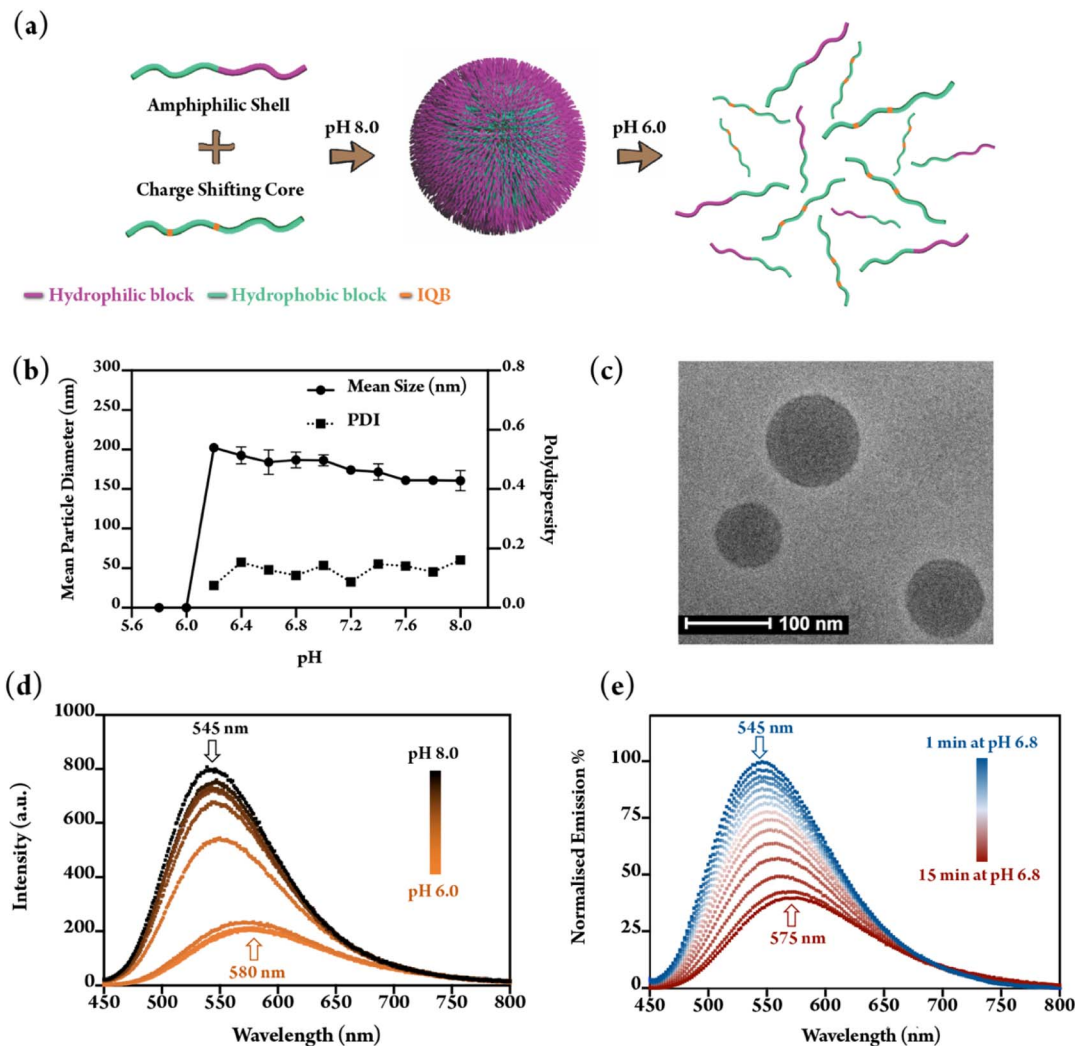 (a)
Amphiphilic Shell
Charge Shifting Core
pH 8.0
pH 6.0
Hydrophilic block Hydrophobic block IQB
(b)
Mean Particle Diameter (nm)
300
250
200
150
100
50
0
Mean Size (nm)
PDI
0.8
0.6
0.4
0.2
0.0
Polydispersity
5.6 6.0 6.4 6.8 7.2 7.6 8.0
pH
(c)
100 nm
(d)
Intensity (a.u.)
1000
800
600
400
200
0
545 nm
pH 8.0
pH 6.0
580 nm
450 500 550 600 650 700 750 800
Wavelength (nm)
(e)
Normalised Emission %
100
75
50
25
0
545 nm
1 min at pH 6.8
15 min at pH 6.8
575 nm
450 500 550 600 650 700 750 800
Wavelength (nm)